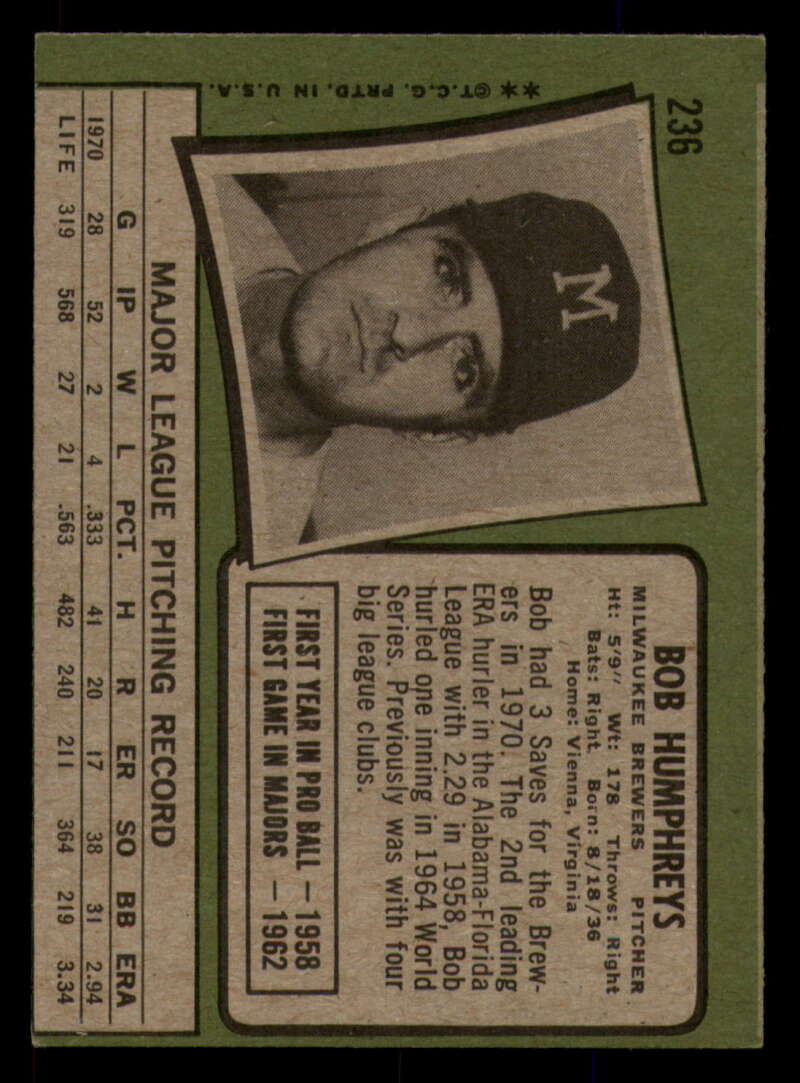 236
**©T.C.G. PRTD. IN U.S.A.
M
BOB HUMPHREYS
MILWAUKEE BREWERS PITCHER
Ht: 5'9" Wt: 178 Throws: Right
Bats: Right Born: 8/18/36
Home: Vienna, Virginia
Bob had 3 Saves for the Brew-
ers in 1970. The 2nd leading
ERA hurler in the Alabama-Florida
League with 2.29 in 1958, Bob
hurled one inning in 1964 World
Series. Previously was with four
big league clubs.
FIRST YEAR IN PRO BALL — 1958
FIRST GAME IN MAJORS — 1962
MAJOR LEAGUE PITCHING RECORD
G IP W L PCT. H R ER SO BB ERA
1970 28 52 2 4 .333 41 20 17 38 31 2.94
LIFE 319 568 27 21 .563 482 240 211 364 219 3.34